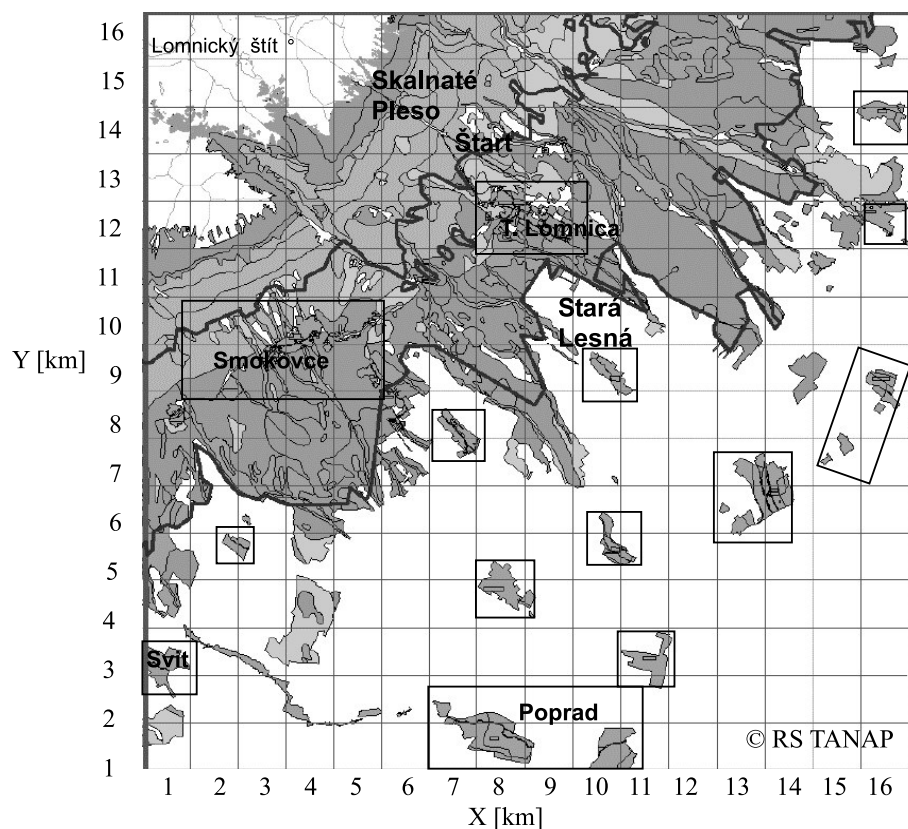 16
Lomnický štít °
15
Skalnaté
Pleso
14
Štart
13
12
T. Lomnica
11
Stará
Lesná
10
Smokovce
Y [km]
9
8
7
6
5
4
3
Svit
2
Poprad
© RS TANAP
1
1 2 3 4 5 6 7 8 9 10 11 12 13 14 15 16
X [km]